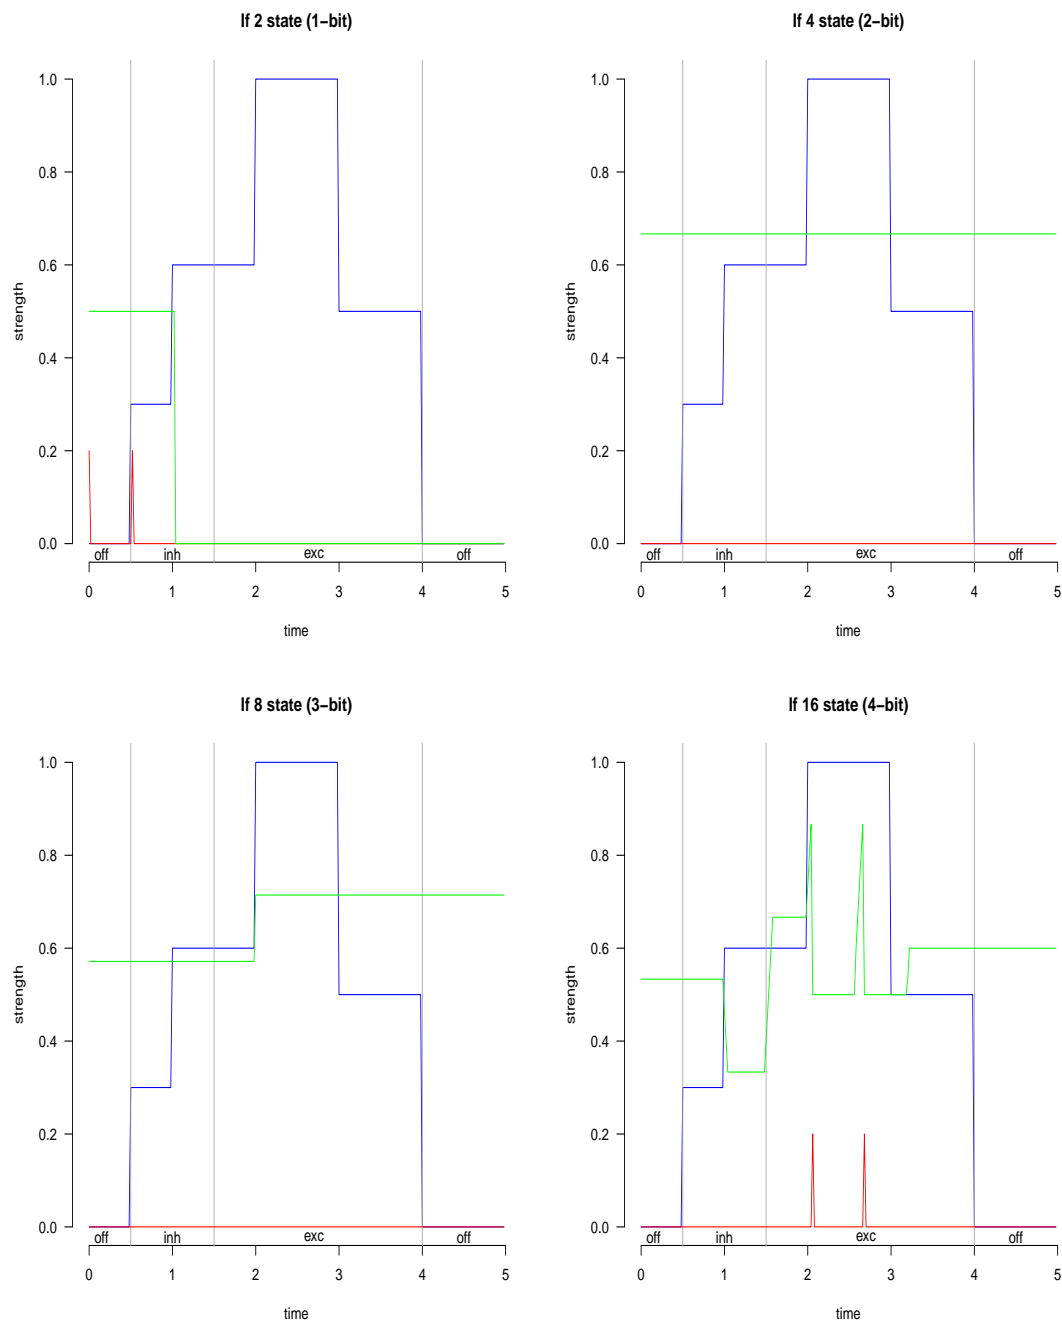 If 2 state (1−bit)
strength
1.0
0.8
0.6
0.4
0.2
0.0
off inh exc off
0 1 2 3 4 5
time
If 4 state (2−bit)
strength
1.0
0.8
0.6
0.4
0.2
0.0
off inh exc off
0 1 2 3 4 5
time
If 8 state (3−bit)
strength
1.0
0.8
0.6
0.4
0.2
0.0
off inh exc off
0 1 2 3 4 5
time
If 16 state (4−bit)
strength
1.0
0.8
0.6
0.4
0.2
0.0
off inh exc off
0 1 2 3 4 5
time